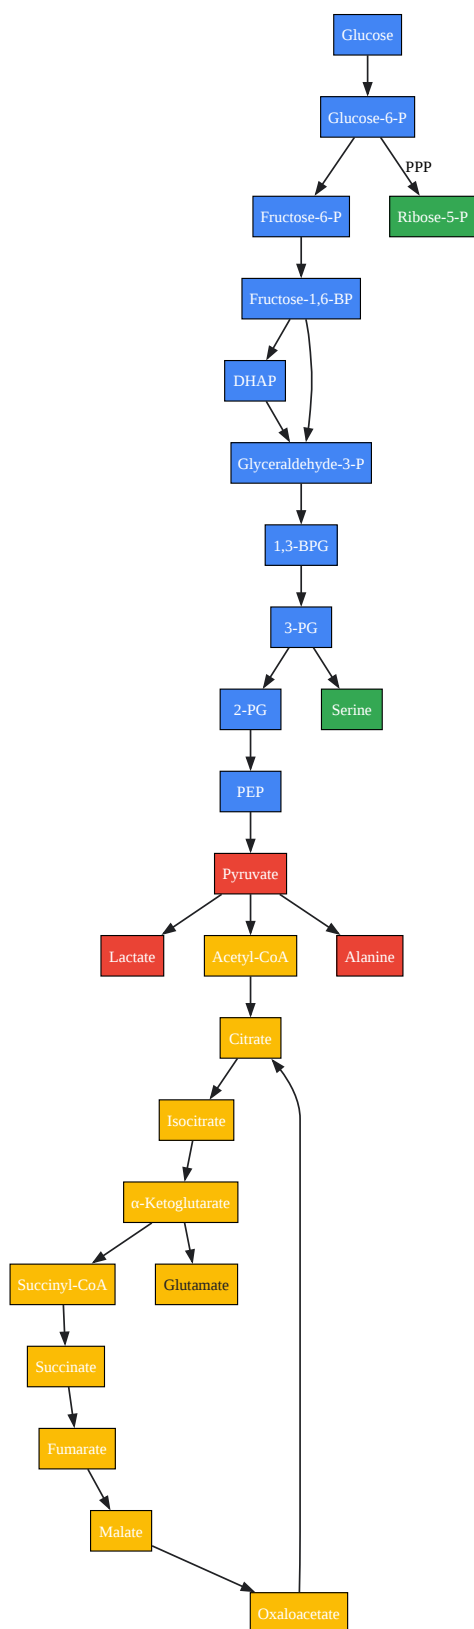 Glucose
Glucose-6-P
PPP
Fructose-6-P
Ribose-5-P
Fructose-1,6-BP
DHAP
Glyceraldehyde-3-P
1,3-BPG
3-PG
2-PG
Serine
PEP
Pyruvate
Lactate
Acetyl-CoA
Alanine
Citrate
Isocitrate
α-Ketoglutarate
Succinyl-CoA
Glutamate
Succinate
Fumarate
Malate
Oxaloacetate